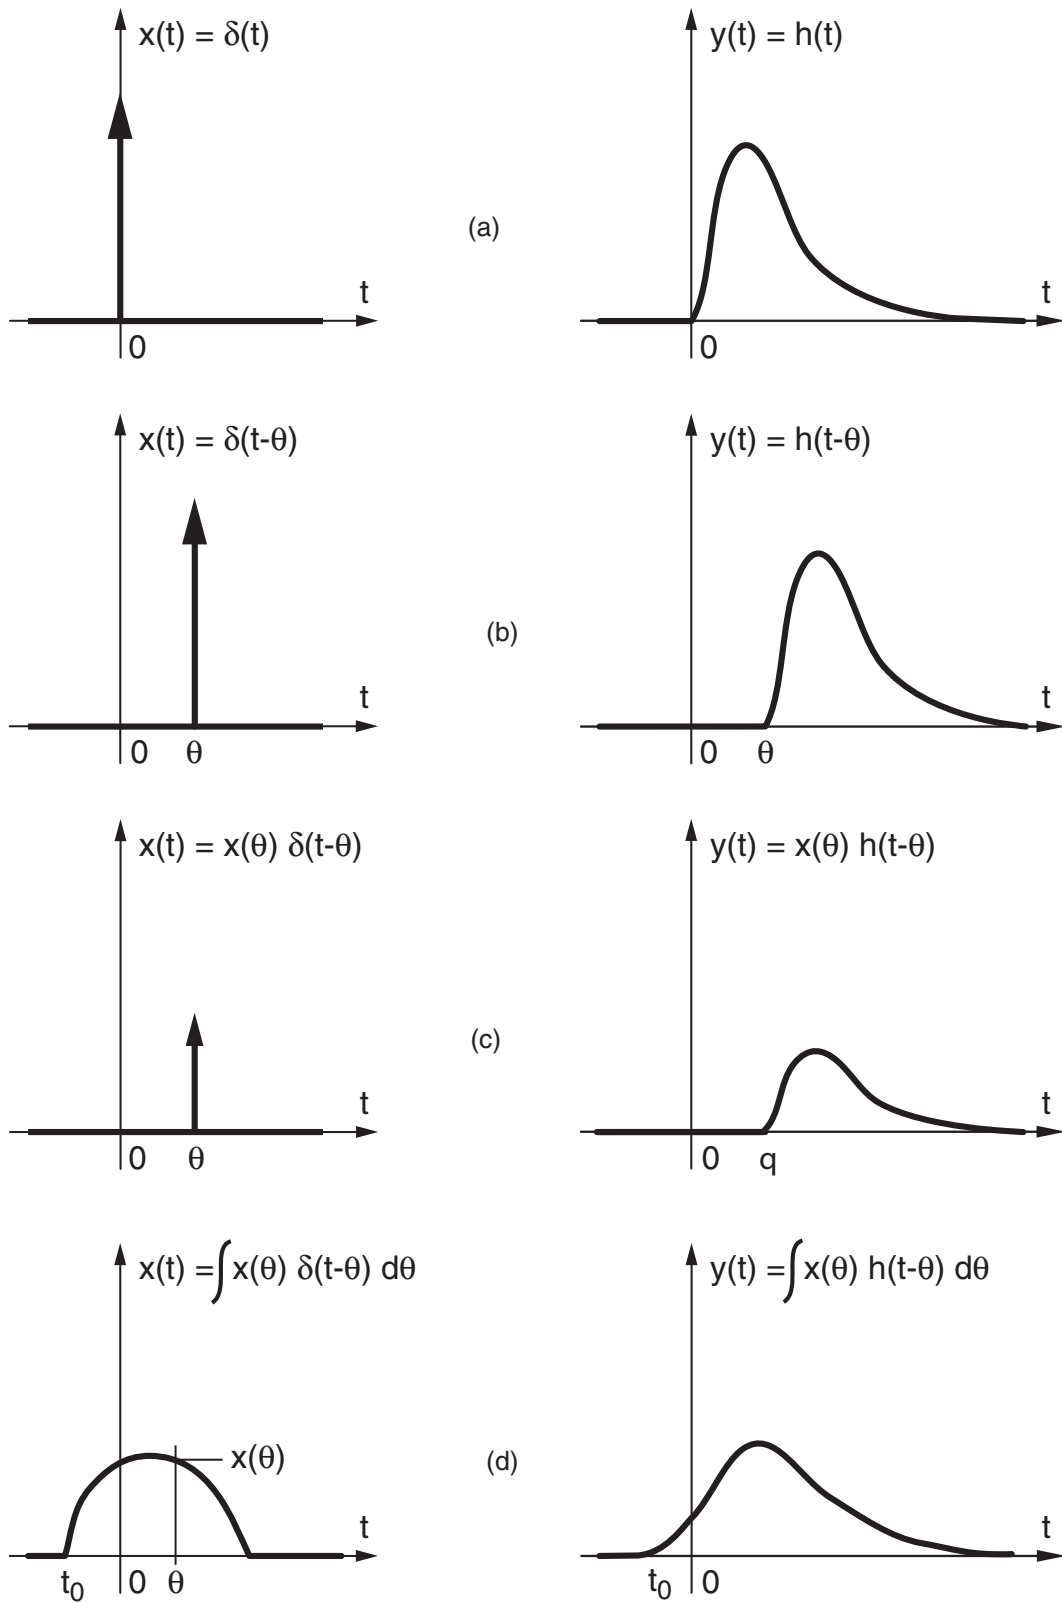 x(t) = δ(t)
y(t) = h(t)
(a)
t
t
0
0
x(t) = δ(t-θ)
y(t) = h(t-θ)
(b)
t
t
0 θ
0 θ
x(t) = x(θ) δ(t-θ)
y(t) = x(θ) h(t-θ)
(c)
t
t
0 θ
0 q
x(t) = ∫ x(θ) δ(t-θ) dθ
y(t) = ∫ x(θ) h(t-θ) dθ
x(θ)
(d)
t
t
t₀ 0 θ
t₀ 0